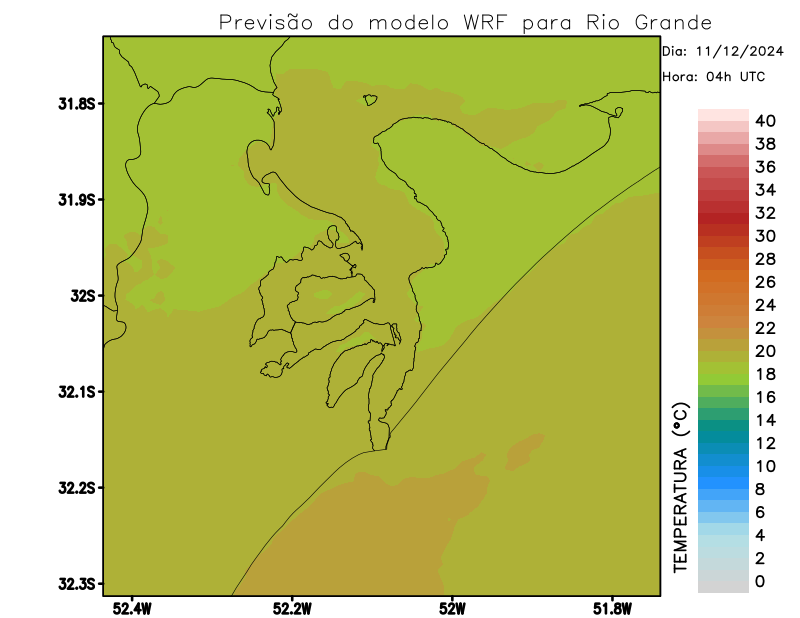 Previsão do modelo WRF para Rio Grande
Dia: 11/12/2024
Hora: 04h UTC
31.8S
31.9S
32S
32.1S
32.2S
32.3S
52.4W
52.2W
52W
51.8W
40
38
36
34
32
30
28
26
24
22
20
18
16
14
12
10
8
6
4
2
0
TEMPERATURA (°C)